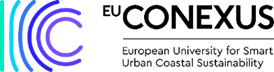 EU CONEXUS
European University for Smart
Urban Coastal Sustainability